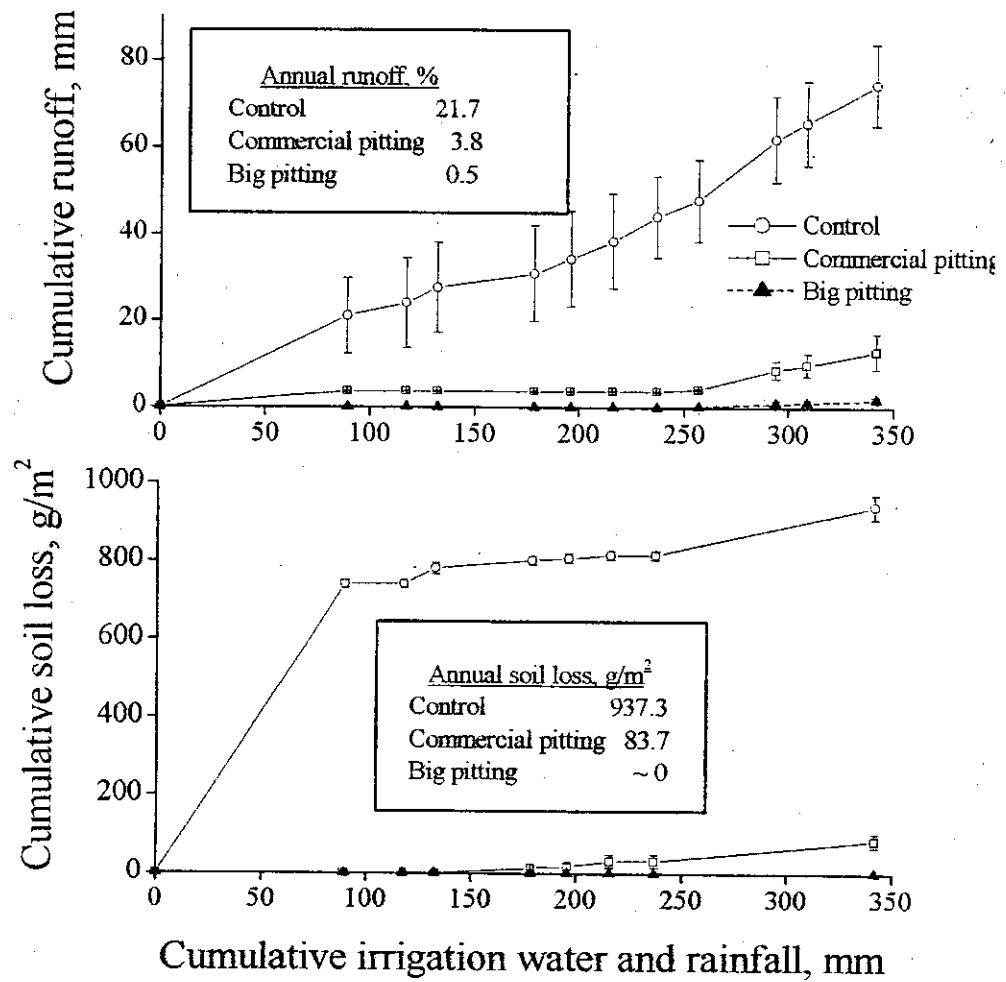 Cumulative runoff, mm
80
60
40
20
0
Annual runoff, %
Control 21.7
Commercial pitting 3.8
Big pitting 0.5
Control
Commercial pitting
Big pitting
0 50 100 150 200 250 300 350
Cumulative soil loss, g/m²
1000
800
600
400
200
0
Annual soil loss, g/m²
Control 937.3
Commercial pitting 83.7
Big pitting ~ 0
0 50 100 150 200 250 300 350
Cumulative irrigation water and rainfall, mm